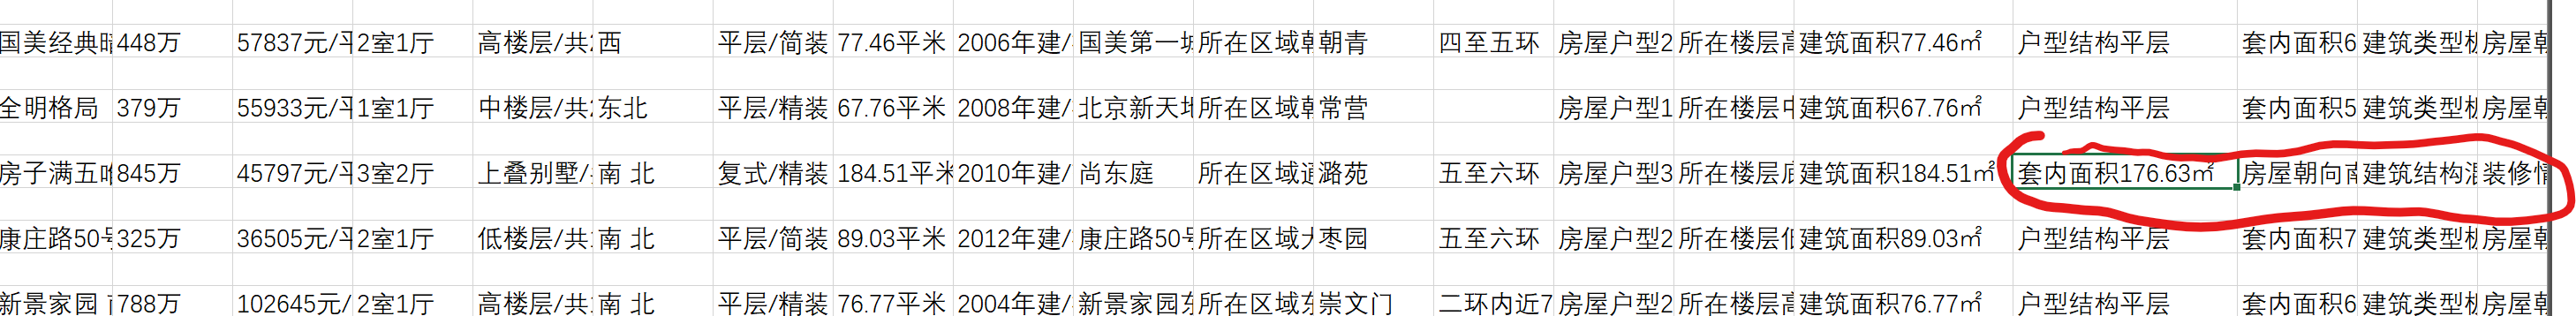 国美经典 448万 57837元/平 2室1厅 高楼层/共 西 平层/简装 77.46平米 2006年建/ 国美第一城 所在区域朝 朝青 四至五环 房屋户型2 所在楼层高 建筑面积77.46㎡ 户型结构平层 套内面积6 建筑类型板 房屋朝
全明格局 379万 55933元/平 1室1厅 中楼层/共 东北 平层/精装 67.76平米 2008年建/ 北京新天地 所在区域朝 常营 房屋户型1 所在楼层中 建筑面积67.76㎡ 户型结构平层 套内面积5 建筑类型板 房屋朝
房子满五唯 845万 45797元/平 3室2厅 上叠别墅/ 南 北 复式/精装 184.51平米 2010年建/ 尚东庭 所在区域通 潞苑 五至六环 房屋户型3 所在楼层底 建筑面积184.51㎡ 套内面积176.63㎡ 房屋朝向南 建筑结构混 装修情
康庄路50号 325万 36505元/平 2室1厅 低楼层/共 南 北 平层/简装 89.03平米 2012年建/ 康庄路50号 所在区域大 枣园 五至六环 房屋户型2 所在楼层低 建筑面积89.03㎡ 户型结构平层 套内面积7 建筑类型板 房屋朝
新景家园 788万 102645元/ 2室1厅 高楼层/共 南 北 平层/精装 76.77平米 2004年建/ 新景家园东 所在区域东 崇文门 二环内近7 房屋户型2 所在楼层高 建筑面积76.77㎡ 户型结构平层 套内面积6 建筑类型板 房屋朝